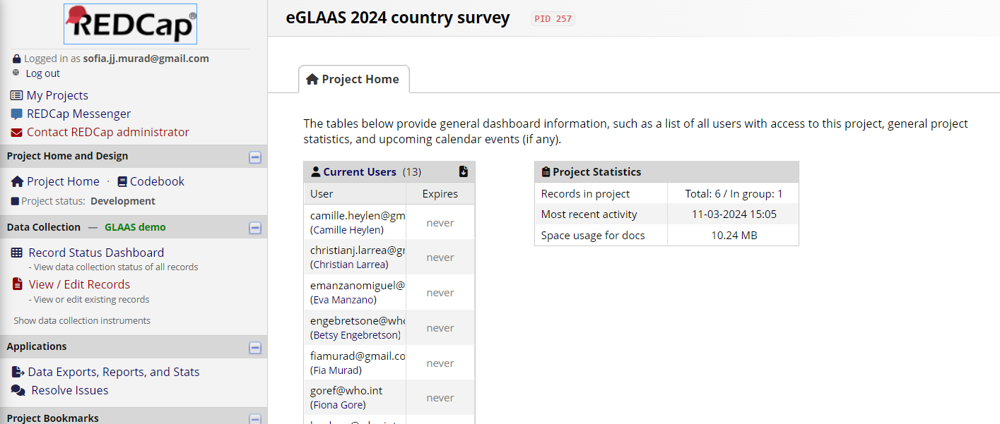 REDCap®
Logged in as sofia.jj.murad@gmail.com
Log out
My Projects
REDCap Messenger
Contact REDCap administrator
Project Home and Design
Project Home · Codebook
Project status: Development
Data Collection — GLAAS demo
Record Status Dashboard
- View data collection status of all records
View / Edit Records
- View or edit existing records
Show data collection instruments
Applications
Data Exports, Reports, and Stats
Resolve Issues
Project Bookmarks
eGLAAS 2024 country survey PID 257
Project Home
The tables below provide general dashboard information, such as a list of all users with access to this project, general project
statistics, and upcoming calendar events (if any).
Current Users (13)
User Expires
camille.heylen@gm
(Camille Heylen) never
christianj.larrea@gr
(Christian Larrea) never
emanzanomiguel@
(Eva Manzano) never
engebretsone@who
(Betsy Engebretson) never
fiamurad@gmail.co
(Fia Murad) never
goref@who.int
(Fiona Gore) never
Project Statistics
Records in project Total: 6 / In group: 1
Most recent activity 11-03-2024 15:05
Space usage for docs 10.24 MB